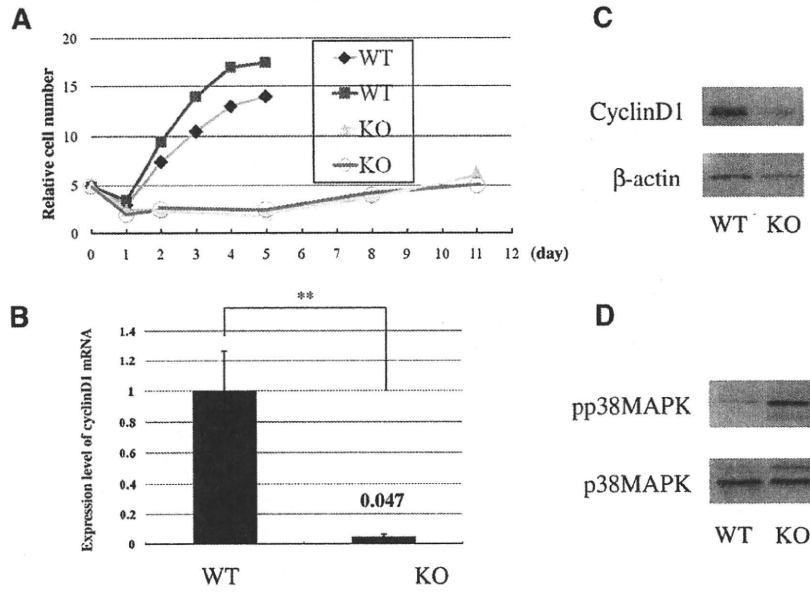 A
Relative cell number
20
15
10
5
0
0 1 2 3 4 5 6 7 8 9 10 11 12 (day)
WT
WT
KO
KO
B
**
Expression level of cyclinD1 mRNA
1.4
1.2
1
0.8
0.6
0.4
0.2
0
0.047
WT KO
C
CyclinD1
β-actin
WT KO
D
pp38MAPK
p38MAPK
WT KO